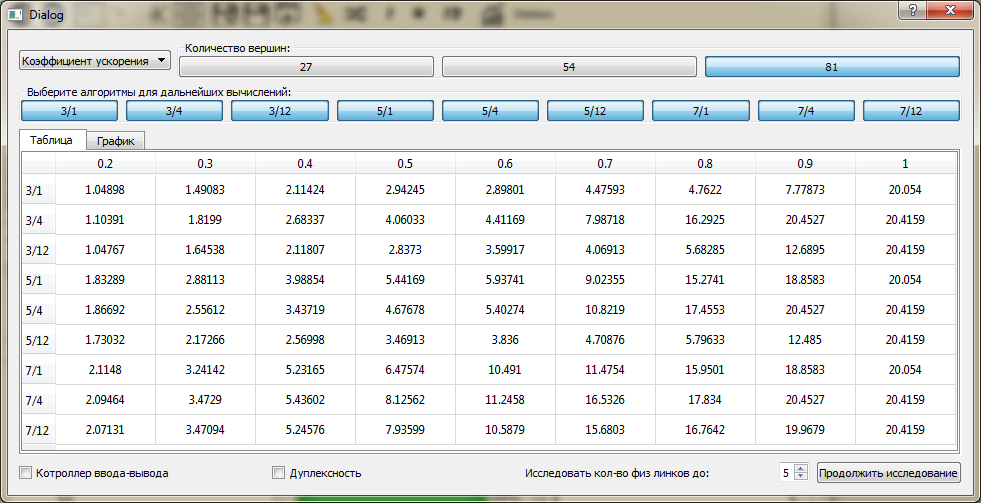 Dialog
Коэффициент ускорения
Количество вершин:
27 54 81
Выберите алгоритмы для дальнейших вычислений:
3/1 3/4 3/12 5/1 5/4 5/12 7/1 7/4 7/12
Таблица График
0.2 0.3 0.4 0.5 0.6 0.7 0.8 0.9 1
3/1 1.04898 1.49083 2.11424 2.94245 2.89801 4.47593 4.7622 7.77873 20.054
3/4 1.10391 1.8199 2.68337 4.06033 4.41169 7.98718 16.2925 20.4527 20.4159
3/12 1.04767 1.64538 2.11807 2.8373 3.59917 4.06913 5.68285 12.6895 20.4159
5/1 1.83289 2.88113 3.98854 5.44169 5.93741 9.02355 15.2741 18.8583 20.054
5/4 1.86692 2.55612 3.43719 4.67678 5.40274 10.8219 17.4553 20.4527 20.4159
5/12 1.73032 2.17266 2.56998 3.46913 3.836 4.70876 5.79633 12.485 20.4159
7/1 2.1148 3.24142 5.23165 6.47574 10.491 11.4754 15.9501 18.8583 20.054
7/4 2.09464 3.4729 5.43602 8.12562 11.2458 16.5326 17.834 20.4527 20.4159
7/12 2.07131 3.47094 5.24576 7.93599 10.5879 15.6803 16.7642 19.9679 20.4159
Котроллер ввода-вывода Дуплексность Исследовать кол-во физ линков до: 5 Продолжить исследование